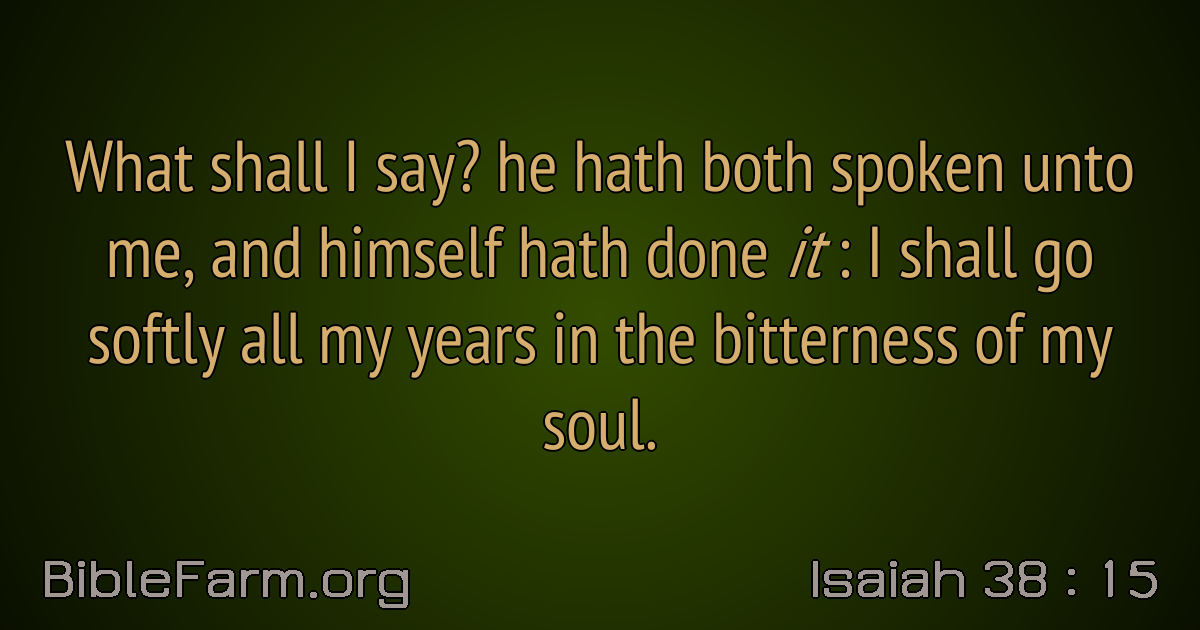 What shall I say? he hath both spoken unto
me, and himself hath done it : I shall go
softly all my years in the bitterness of my
soul.
BibleFarm.org
Isaiah 38 : 15